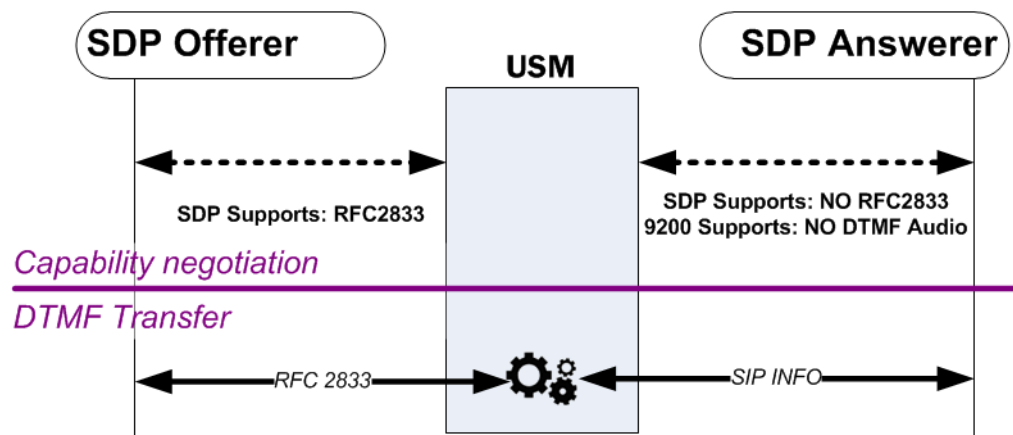 SDP Offerer
SDP Answerer
USM
SDP Supports: RFC2833
SDP Supports: NO RFC2833
9200 Supports: NO DTMF Audio
Capability negotiation
DTMF Transfer
RFC 2833
SIP INFO